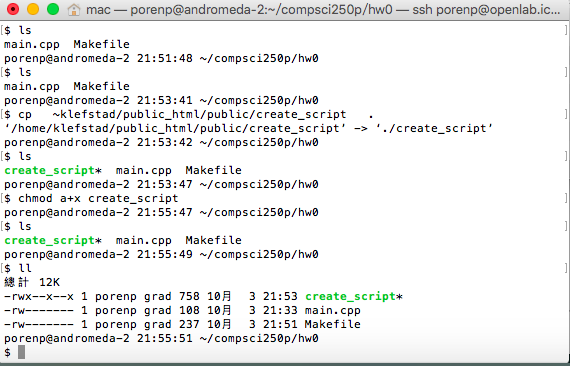 mac — porenp@andromeda-2:~/compsci250p/hw0 — ssh porenp@openlab.ic...
[$ ls ]
main.cpp  Makefile
porenp@andromeda-2 21:51:48 ~/compsci250p/hw0
[$ ls ]
main.cpp  Makefile
porenp@andromeda-2 21:53:41 ~/compsci250p/hw0
[$ cp   ~klefstad/public_html/public/create_script   . ]
‘/home/klefstad/public_html/public/create_script’ -> ‘./create_script’
porenp@andromeda-2 21:53:42 ~/compsci250p/hw0
[$ ls ]
create_script*  main.cpp  Makefile
porenp@andromeda-2 21:53:47 ~/compsci250p/hw0
[$ chmod a+x create_script ]
porenp@andromeda-2 21:55:47 ~/compsci250p/hw0
[$ ls ]
create_script*  main.cpp  Makefile
porenp@andromeda-2 21:55:49 ~/compsci250p/hw0
[$ ll ]
總計 12K
-rwx--x--x 1 porenp grad 758 10月  3 21:53 create_script*
-rw------- 1 porenp grad 108 10月  3 21:33 main.cpp
-rw------- 1 porenp grad 237 10月  3 21:51 Makefile
porenp@andromeda-2 21:55:51 ~/compsci250p/hw0
$